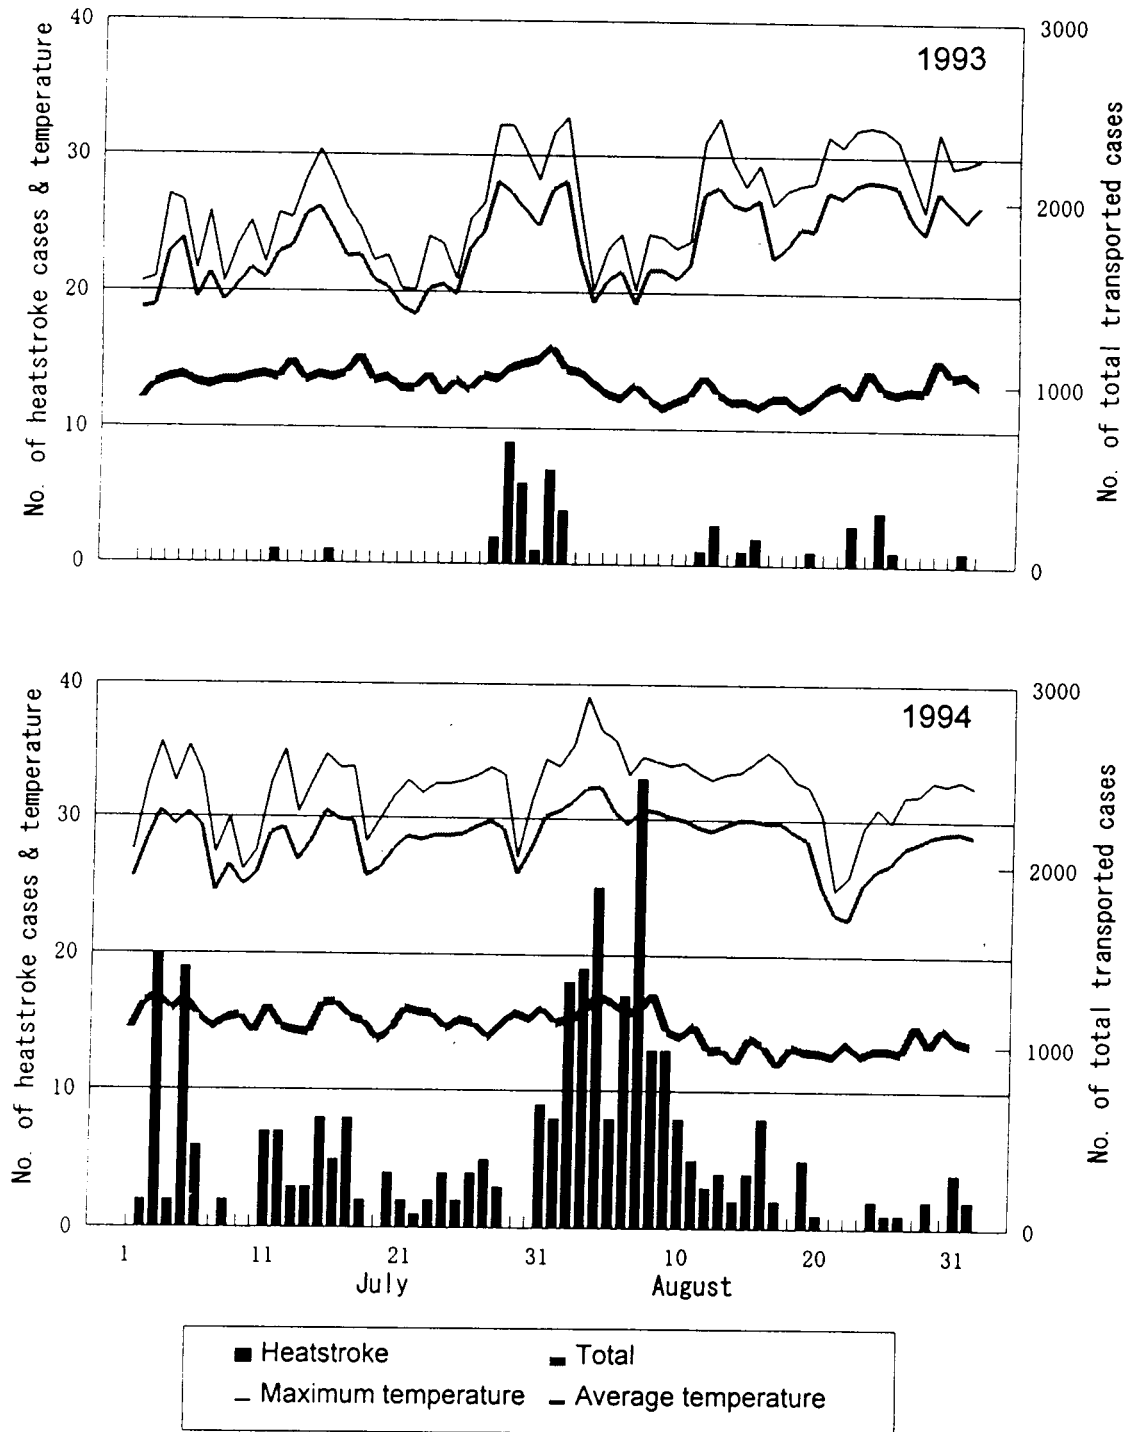 40
30
20
10
0
No. of heatstroke cases & temperature
1993
3000
2000
1000
0
No. of total transported cases
40
30
20
10
0
No. of heatstroke cases & temperature
1994
3000
2000
1000
0
No. of total transported cases
1 11 21 31 10 20 31
July August
Heatstroke Total
Maximum temperature Average temperature